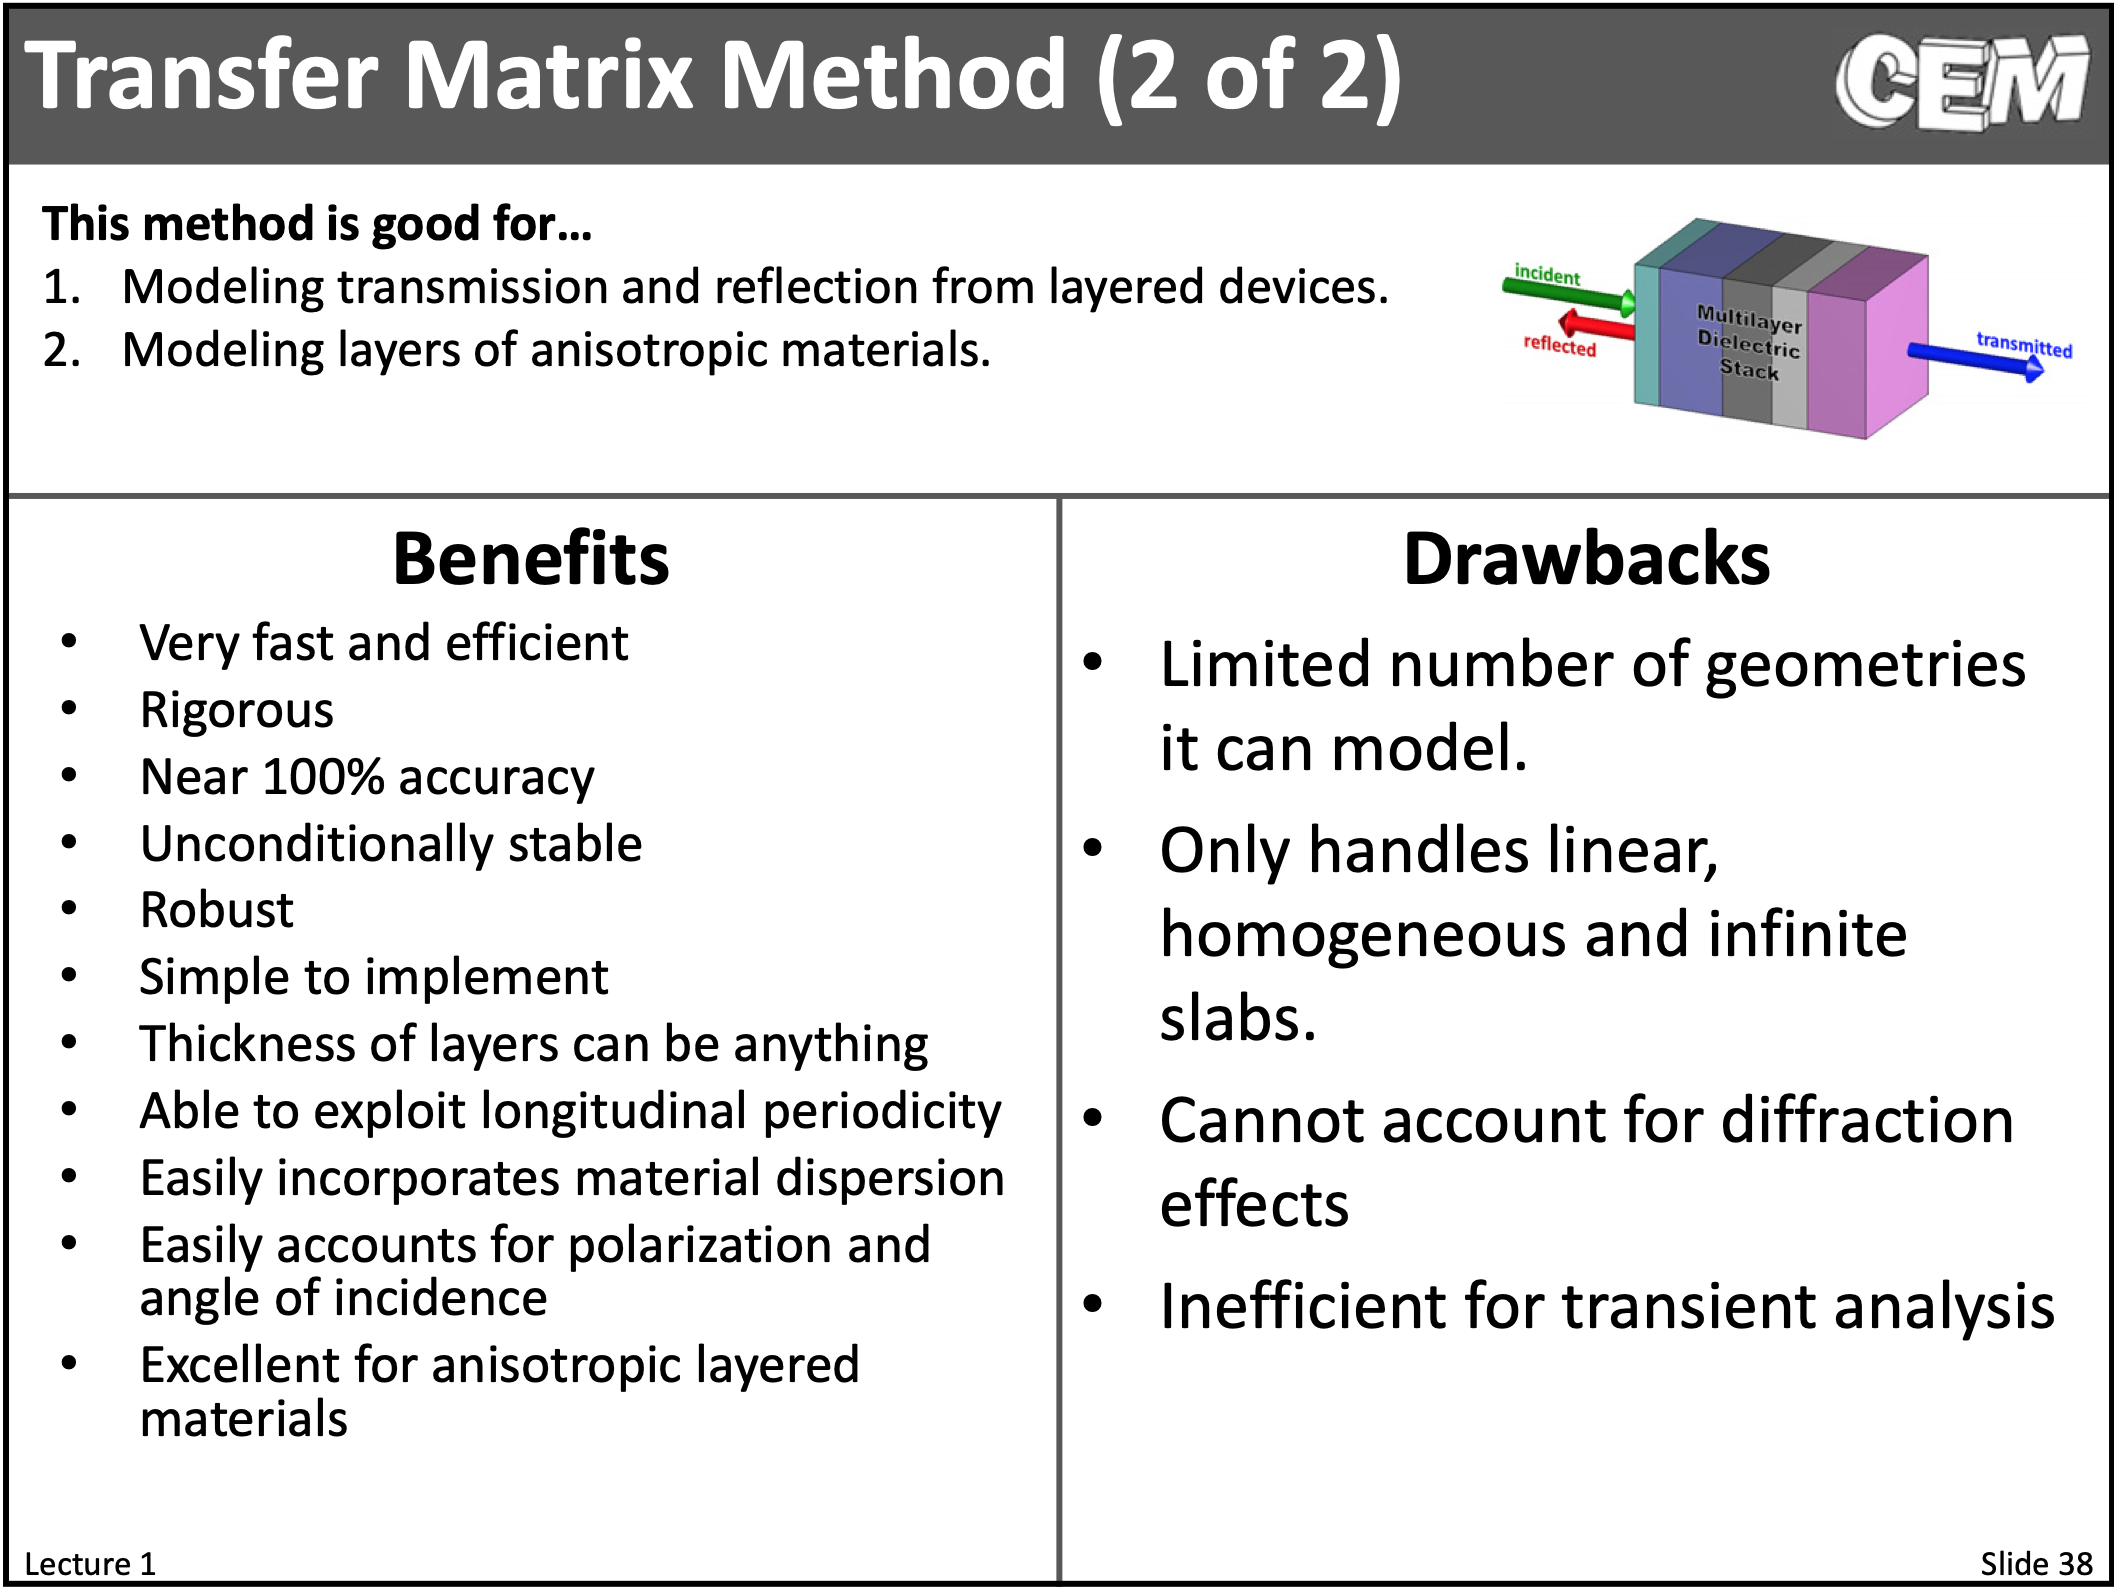 Transfer Matrix Method (2 of 2)
CEM
This method is good for...
1. Modeling transmission and reflection from layered devices.
2. Modeling layers of anisotropic materials.
incident
reflected
Multilayer
Dielectric
Stack
transmitted
Benefits
• Very fast and efficient
• Rigorous
• Near 100% accuracy
• Unconditionally stable
• Robust
• Simple to implement
• Thickness of layers can be anything
• Able to exploit longitudinal periodicity
• Easily incorporates material dispersion
• Easily accounts for polarization and
angle of incidence
• Excellent for anisotropic layered
materials
Drawbacks
• Limited number of geometries
it can model.
• Only handles linear,
homogeneous and infinite
slabs.
• Cannot account for diffraction
effects
• Inefficient for transient analysis
Lecture 1
Slide 38